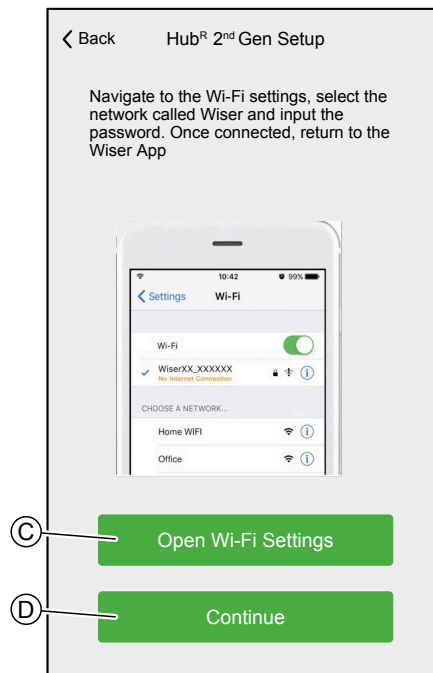 Back
Hubᴿ 2ⁿᵈ Gen Setup
Navigate to the Wi-Fi settings, select the
network called Wiser and input the
password. Once connected, return to the
Wiser App
10:42
99%
Settings
Wi-Fi
Wi-Fi
WiserXX_XXXXXX
No Internet Connection
CHOOSE A NETWORK...
Home WIFI
Office
C
Open Wi-Fi Settings
D
Continue